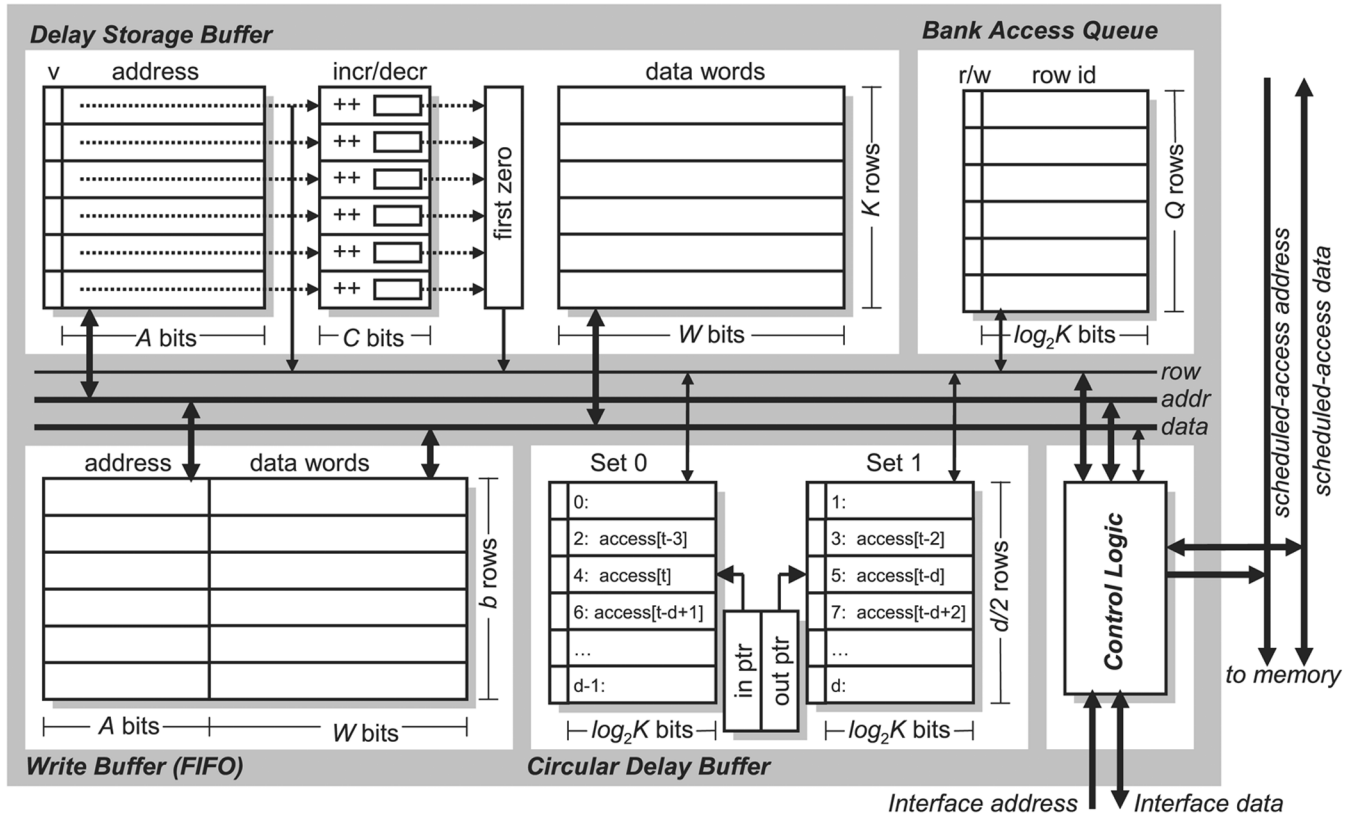 Delay Storage Buffer
v address incr/decr data words
++
++
++
++
++
++
first zero
K rows
A bits
C bits
W bits
Bank Access Queue
r/w row id
Q rows
log2K bits
row
addr
data
scheduled-access address
scheduled-access data
to memory
address data words
b rows
A bits
W bits
Write Buffer (FIFO)
Set 0
0:
2: access[t-3]
4: access[t]
6: access[t-d+1]
...
d-1:
log2K bits
in ptr
out ptr
Set 1
1:
3: access[t-2]
5: access[t-d]
7: access[t-d+2]
...
d:
log2K bits
d/2 rows
Circular Delay Buffer
Control Logic
Interface address
Interface data